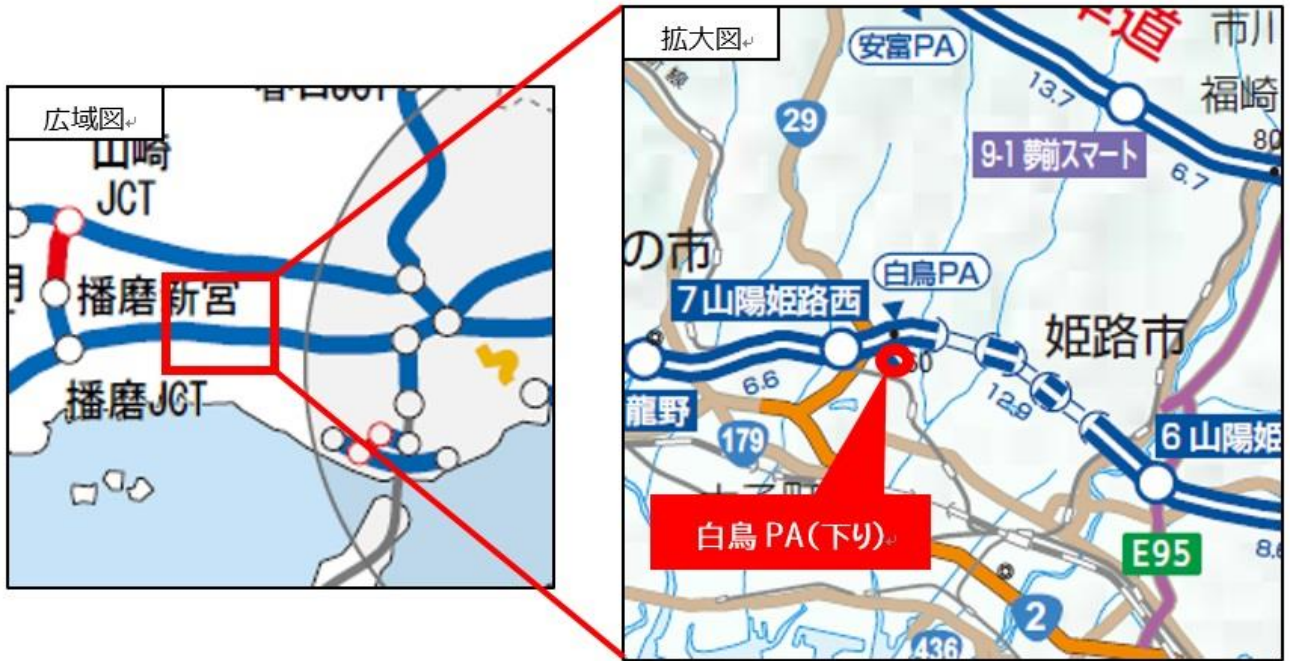 広域図
山崎
JCT
播磨新宮
播磨JCT
拡大図
安富PA
市川
福崎
13.7
29
9-1 夢前スマート
80
6.7
の市
白鳥PA
7 山陽姫路西
姫路市
60
6.6
12.9
龍野
179
6 山陽姫
白鳥 PA(下り)
E95
2
436